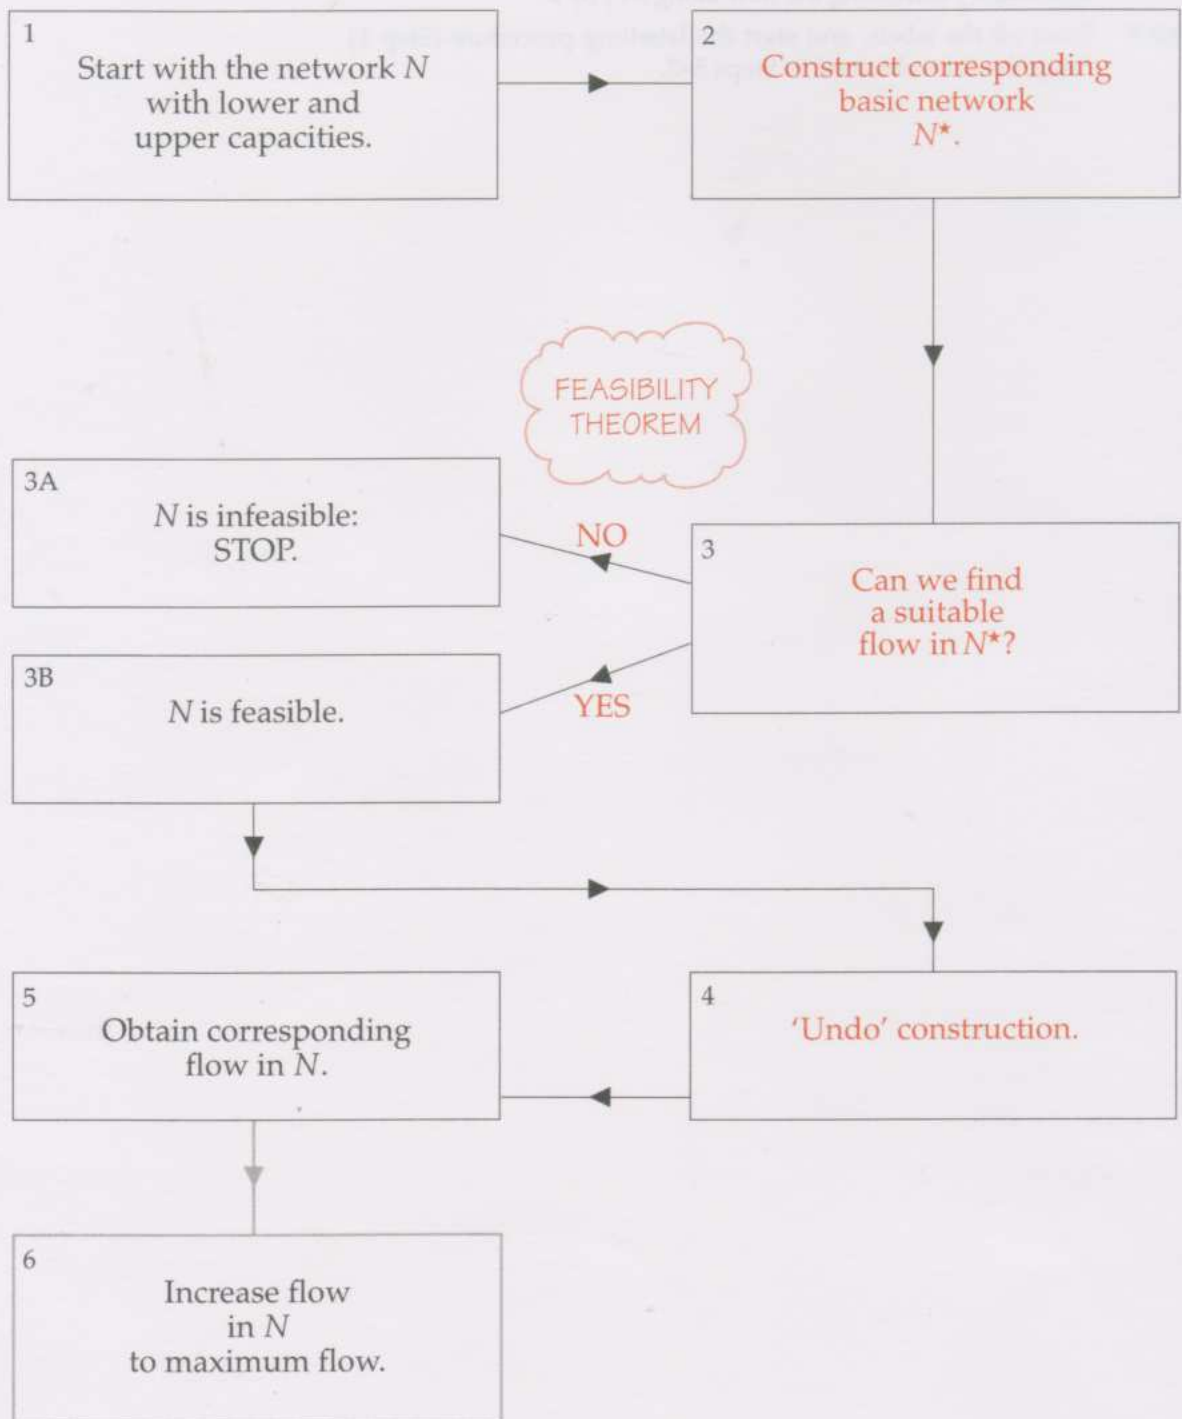 1
Start with the network N
with lower and
upper capacities.
2
Construct corresponding
basic network
N★.
FEASIBILITY
THEOREM
3A
N is infeasible:
STOP.
NO
3
Can we find
a suitable
flow in N★?
3B
N is feasible.
YES
5
Obtain corresponding
flow in N.
4
‘Undo’ construction.
6
Increase flow
in N
to maximum flow.